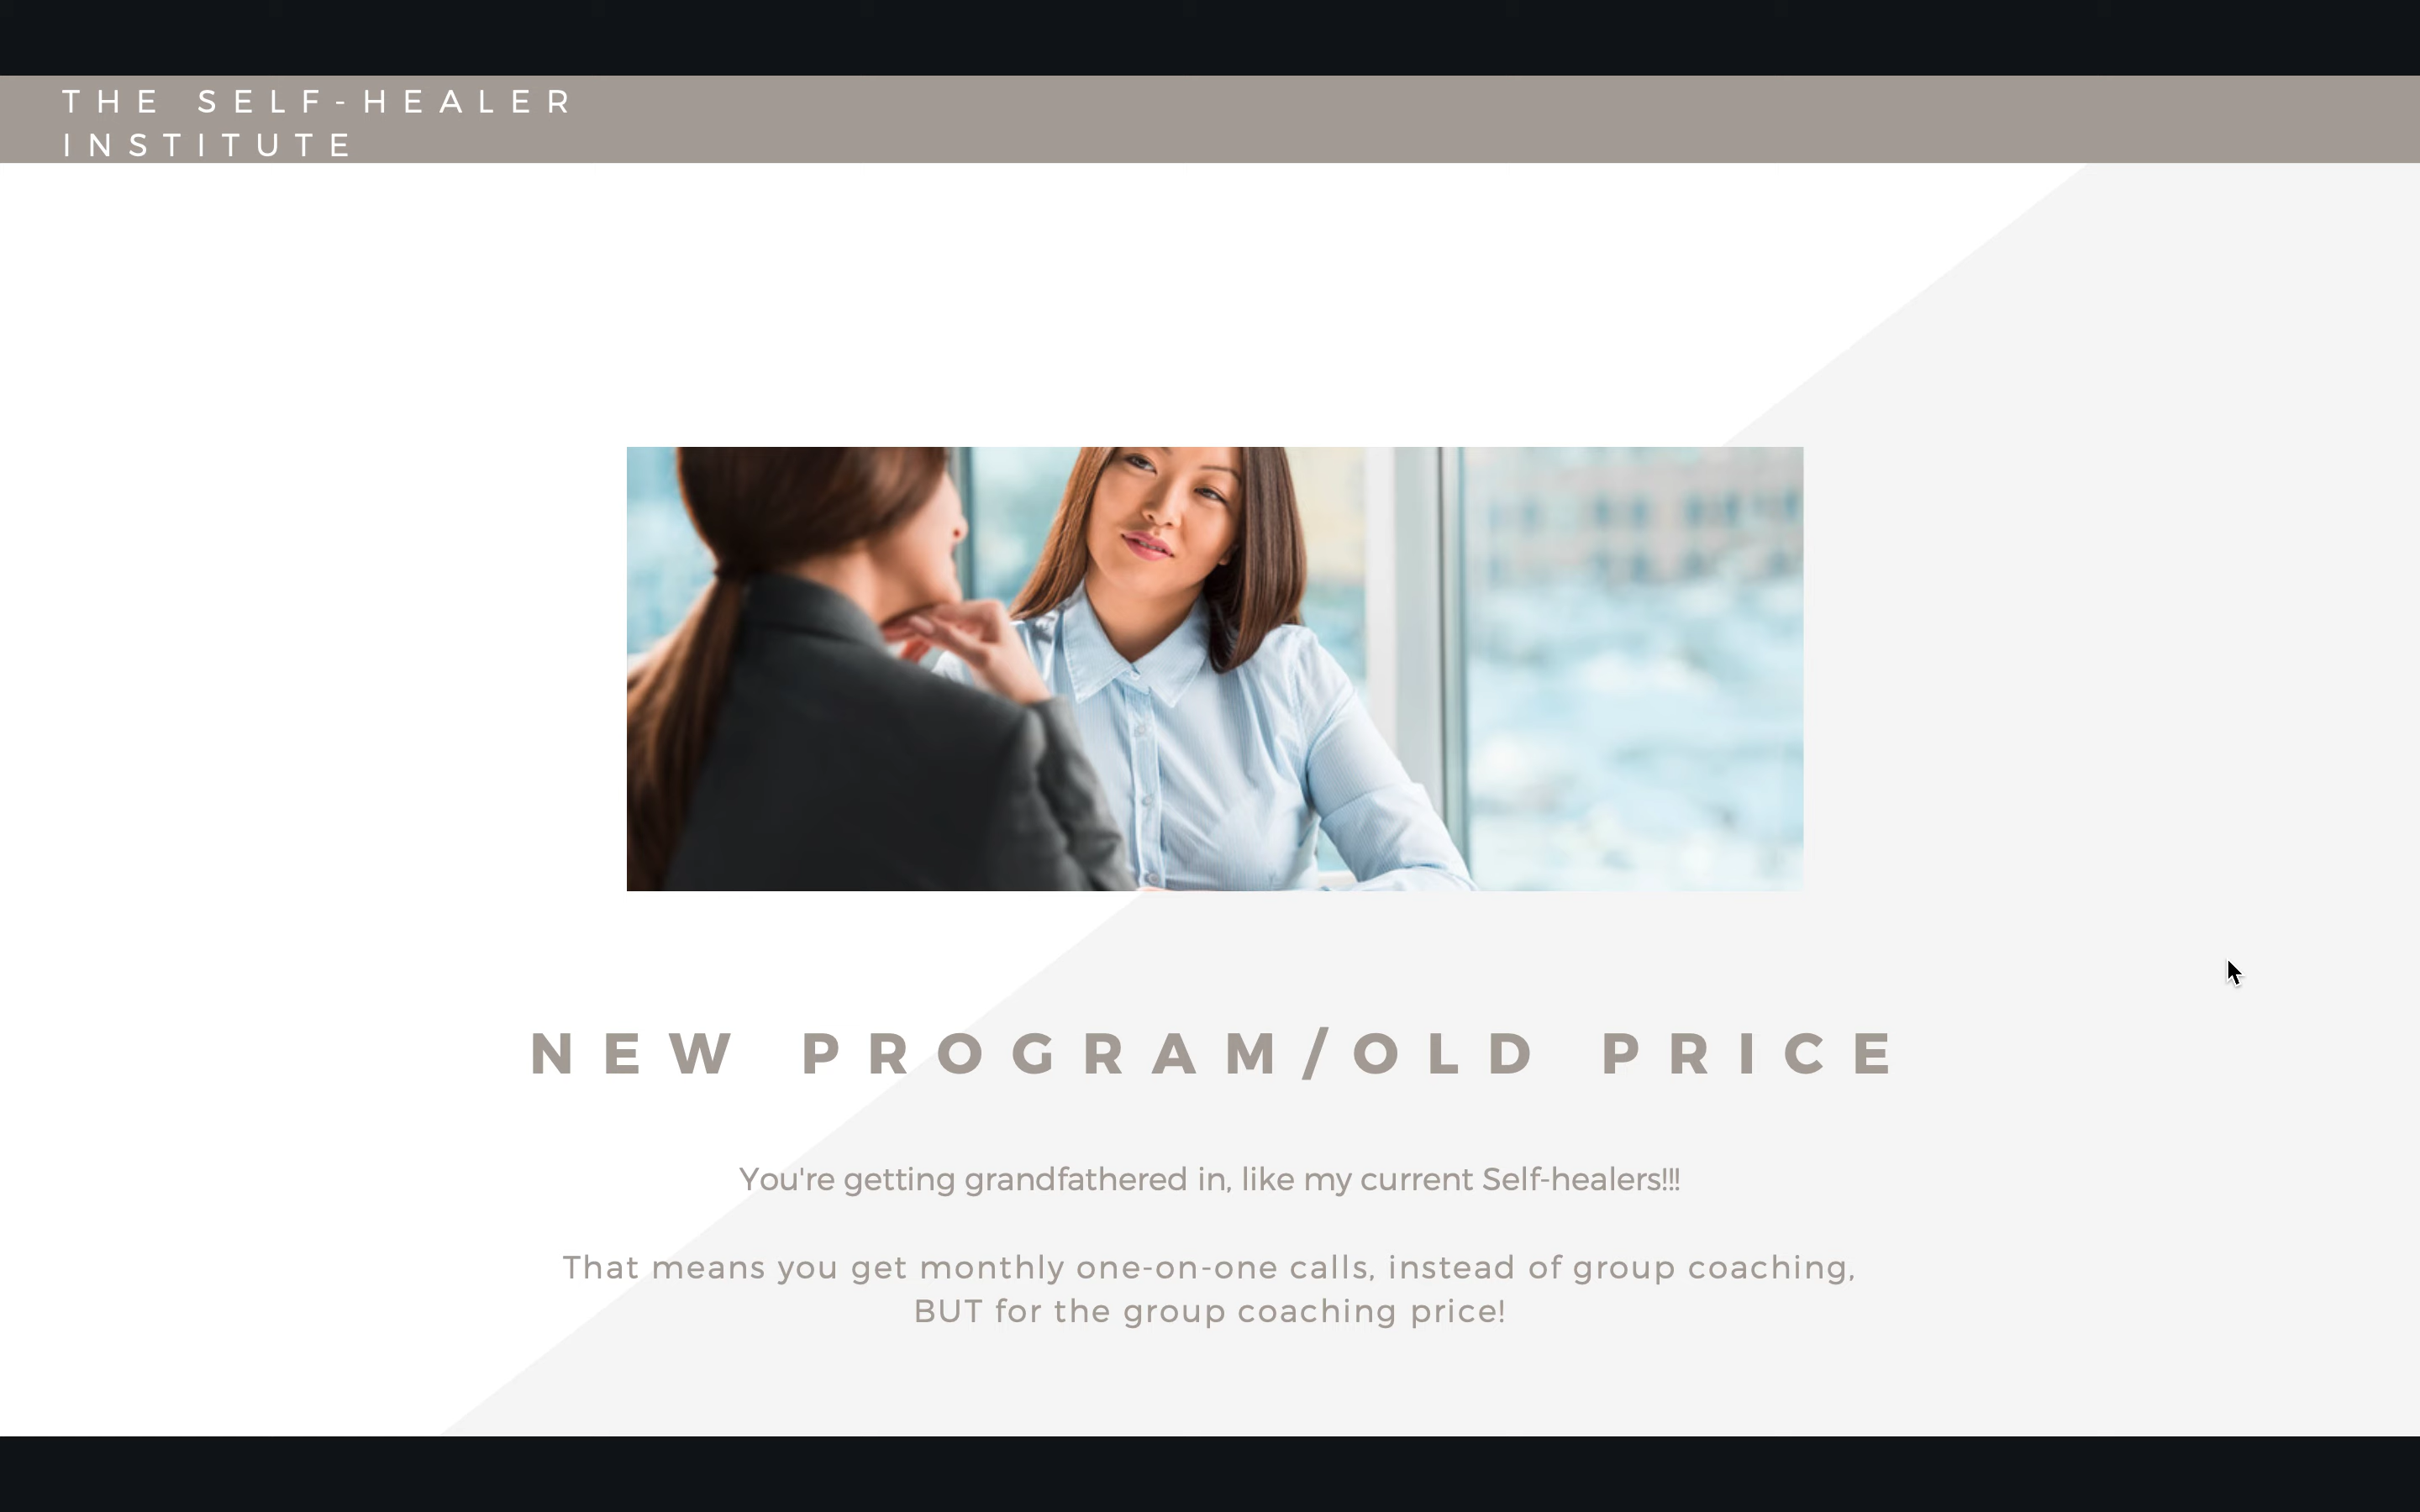 THE SELF-HEALER
INSTITUTE
NEW PROGRAM/OLD PRICE
You're getting grandfathered in, like my current Self-healers!!!
That means you get monthly one-on-one calls, instead of group coaching,
BUT for the group coaching price!